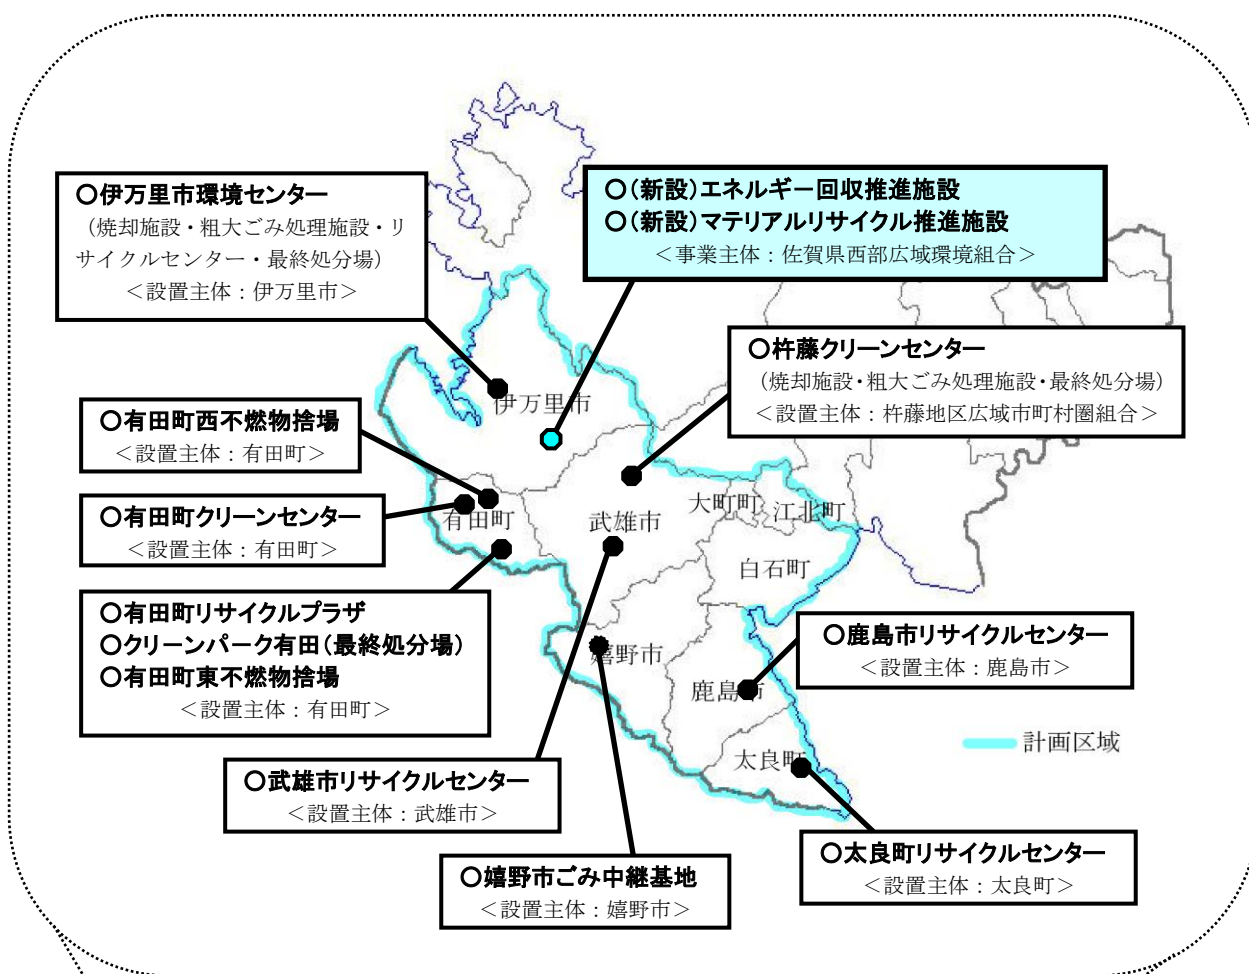 ○伊万里市環境センター
（焼却施設・粗大ごみ処理施設・リ
サイクルセンター・最終処分場）
＜設置主体：伊万里市＞
○（新設）エネルギー回収推進施設
○（新設）マテリアルリサイクル推進施設
＜事業主体：佐賀県西部広域環境組合＞
○杵藤クリーンセンター
（焼却施設・粗大ごみ処理施設・最終処分場）
＜設置主体：杵藤地区広域市町村圏組合＞
伊万里市
○有田町西不燃物捨場
＜設置主体：有田町＞
○有田町クリーンセンター
＜設置主体：有田町＞
有田町
武雄市
大町町
江北町
白石町
○有田町リサイクルプラザ
○クリーンパーク有田（最終処分場）
○有田町東不燃物捨場
＜設置主体：有田町＞
嬉野市
鹿島市
○鹿島市リサイクルセンター
＜設置主体：鹿島市＞
計画区域
太良町
○武雄市リサイクルセンター
＜設置主体：武雄市＞
○太良町リサイクルセンター
＜設置主体：太良町＞
○嬉野市ごみ中継基地
＜設置主体：嬉野市＞